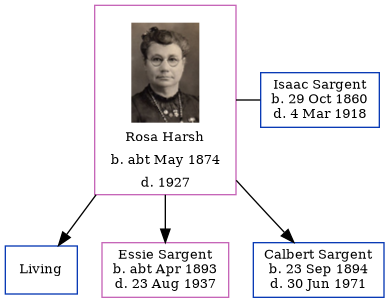 Rosa Harsh
b. abt May 1874
d. 1927
Isaac Sargent
b. 29 Oct 1860
d. 4 Mar 1918
Living
Essie Sargent
b. abt Apr 1893
d. 23 Aug 1937
Calbert Sargent
b. 23 Sep 1894
d. 30 Jun 1971